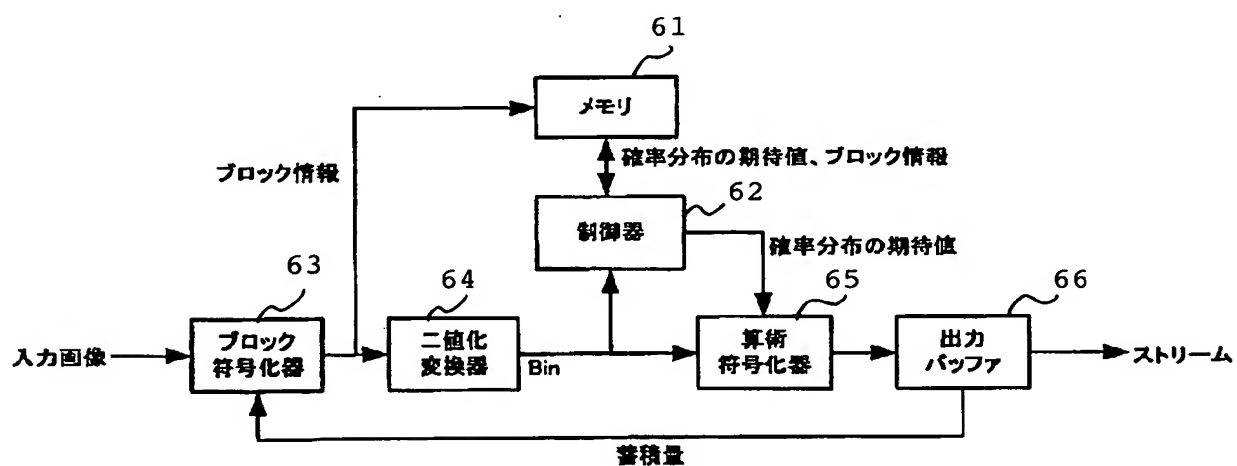 61
メモリ
確率分布の期待値、ブロック情報
ブロック情報
62
制御器
確率分布の期待値
63
64
65
66
入力画像
ブロック
符号化器
二値化
変換器
Bin
算術
符号化器
出力
バッファ
ストリーム
蓄積量